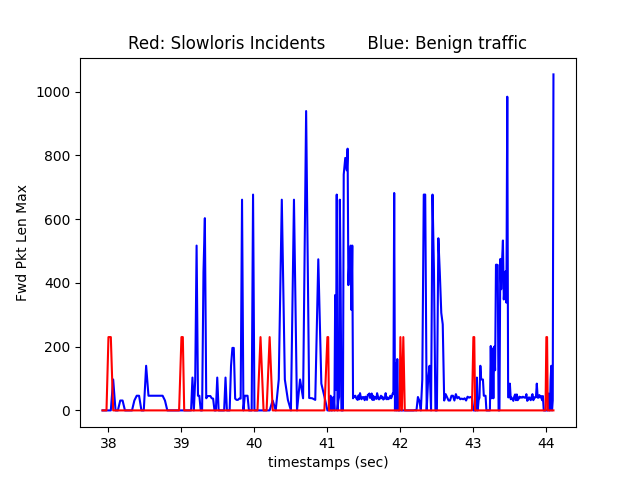 Red: Slowloris Incidents        Blue: Benign traffic
1000
800
600
400
200
0
Fwd Pkt Len Max
38 39 40 41 42 43 44
timestamps (sec)